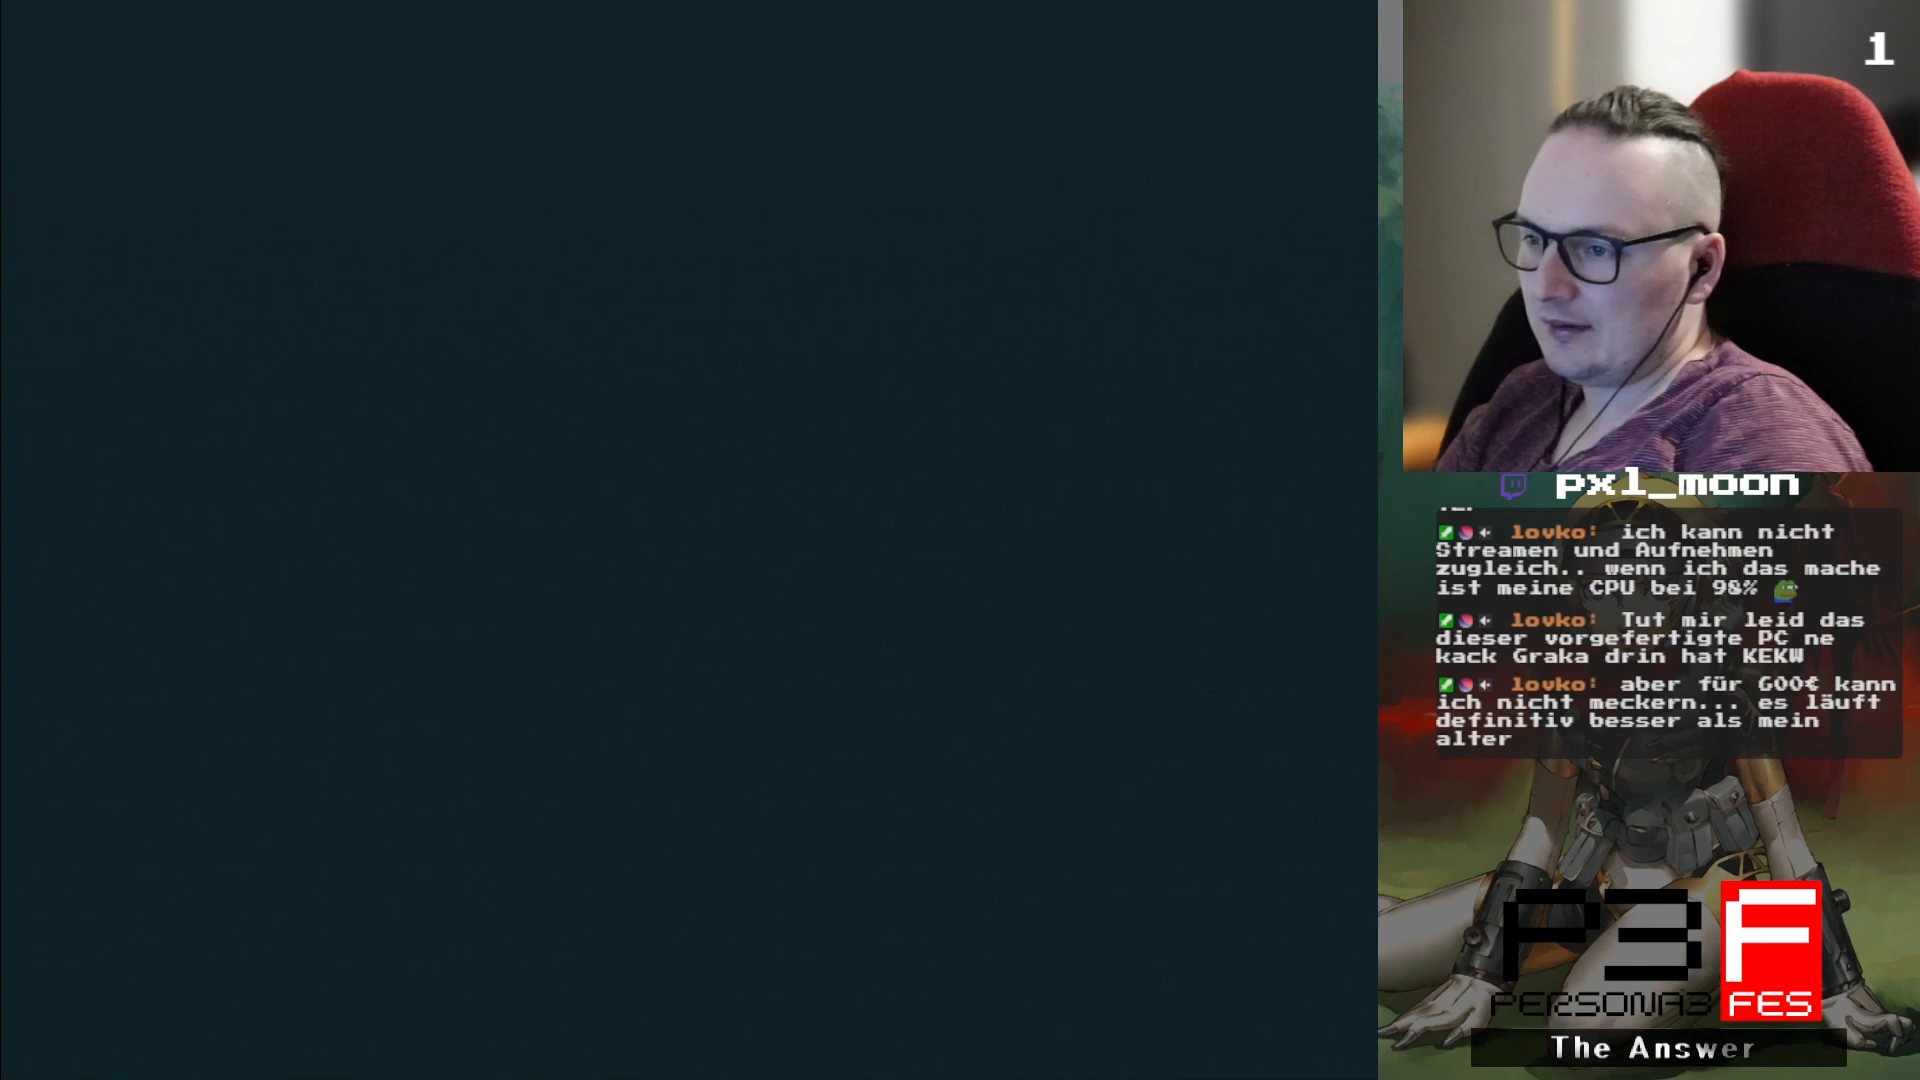 1
pxl_moon
lovko: ich kann nicht
Streamen und Aufnehmen
zugleich.. wenn ich das mache
ist meine CPU bei 98%
lovko: Tut mir leid das
dieser vorgefertigte PC ne
kack Graka drin hat KEKW
lovko: aber für 600€ kann
ich nicht meckern... es läuft
definitiv besser als mein
alter
P3F
PERSONA3 FES
The Answer